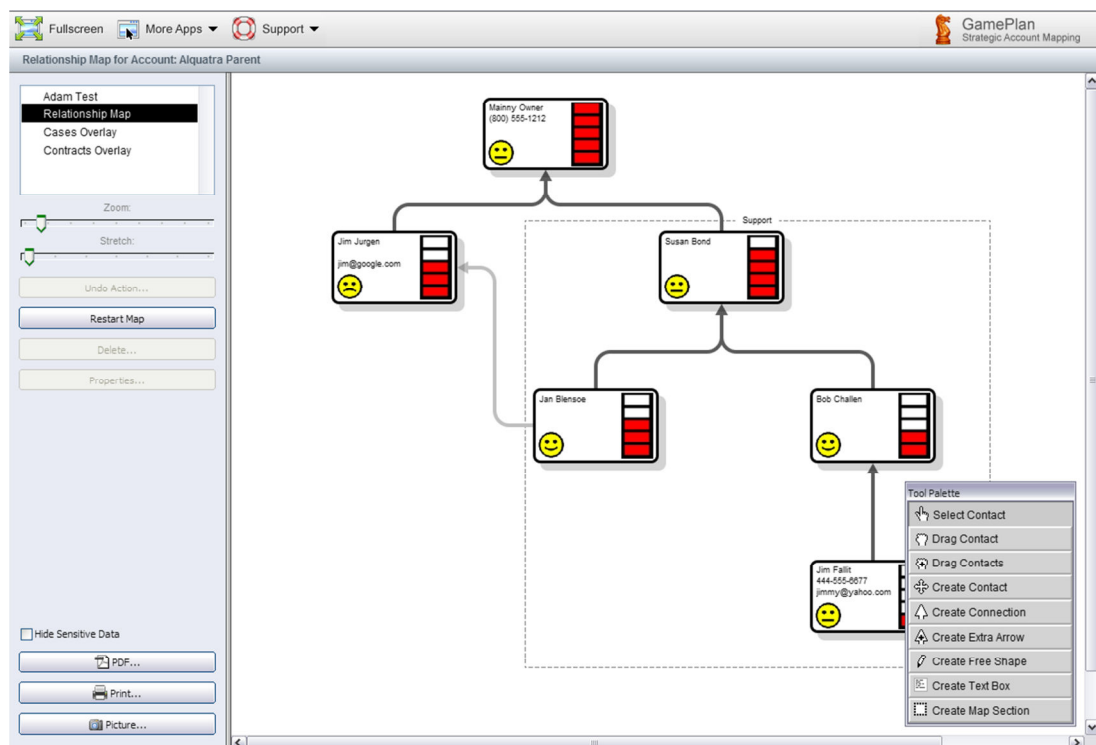 Fullscreen
More Apps
Support
GamePlan
Strategic Account Mapping
Relationship Map for Account: Alquatra Parent
Adam Test
Relationship Map
Cases Overlay
Contracts Overlay
Zoom:
Stretch:
Undo Action...
Restart Map
Delete...
Properties...
Hide Sensitive Data
PDF...
Print...
Picture...
Mainny Owner
(800) 555-1212
Jim Jurgen
jim@google.com
Support
Susan Bond
Jan Blensoe
Bob Challen
Jim Fallit
444-555-6677
jimmy@yahoo.com
Tool Palette
Select Contact
Drag Contact
Drag Contacts
Create Contact
Create Connection
Create Extra Arrow
Create Free Shape
Create Text Box
Create Map Section